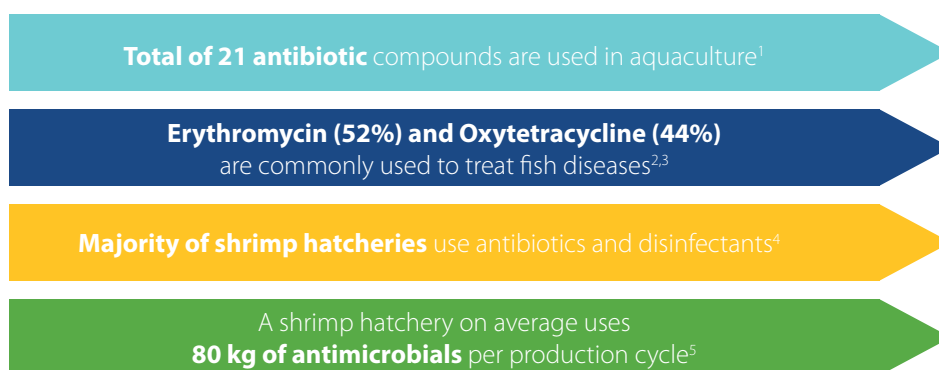 Total of 21 antibiotic compounds are used in aquaculture¹
Erythromycin (52%) and Oxytetracycline (44%)
are commonly used to treat fish diseases²,³
Majority of shrimp hatcheries use antibiotics and disinfectants⁴
A shrimp hatchery on average uses
80 kg of antimicrobials per production cycle⁵